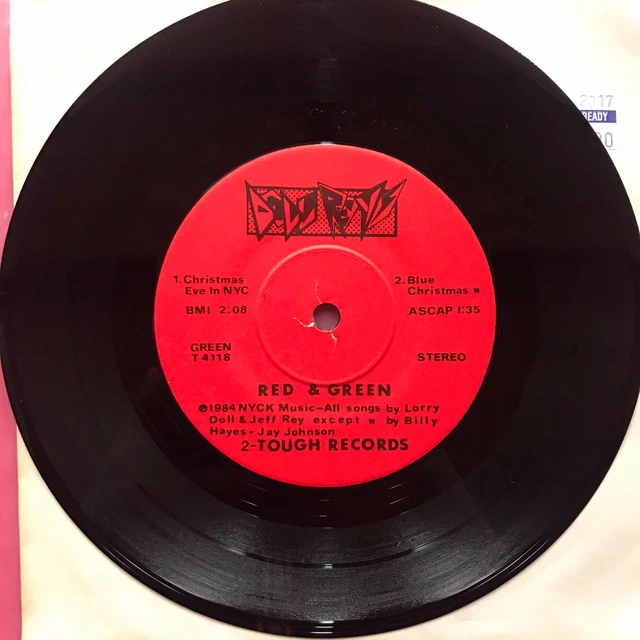 Doll Reys
1.Christmas
Eve In NYC
BMI 2:08
2.Blue
Christmas *
ASCAP 1:35
GREEN
T 4118
STEREO
RED & GREEN
℗1984 NYCK Music-All songs by Lorry
Doll & Jeff Rey except * by Billy
Hayes- Jay Johnson
2-TOUGH RECORDS
2017
READY